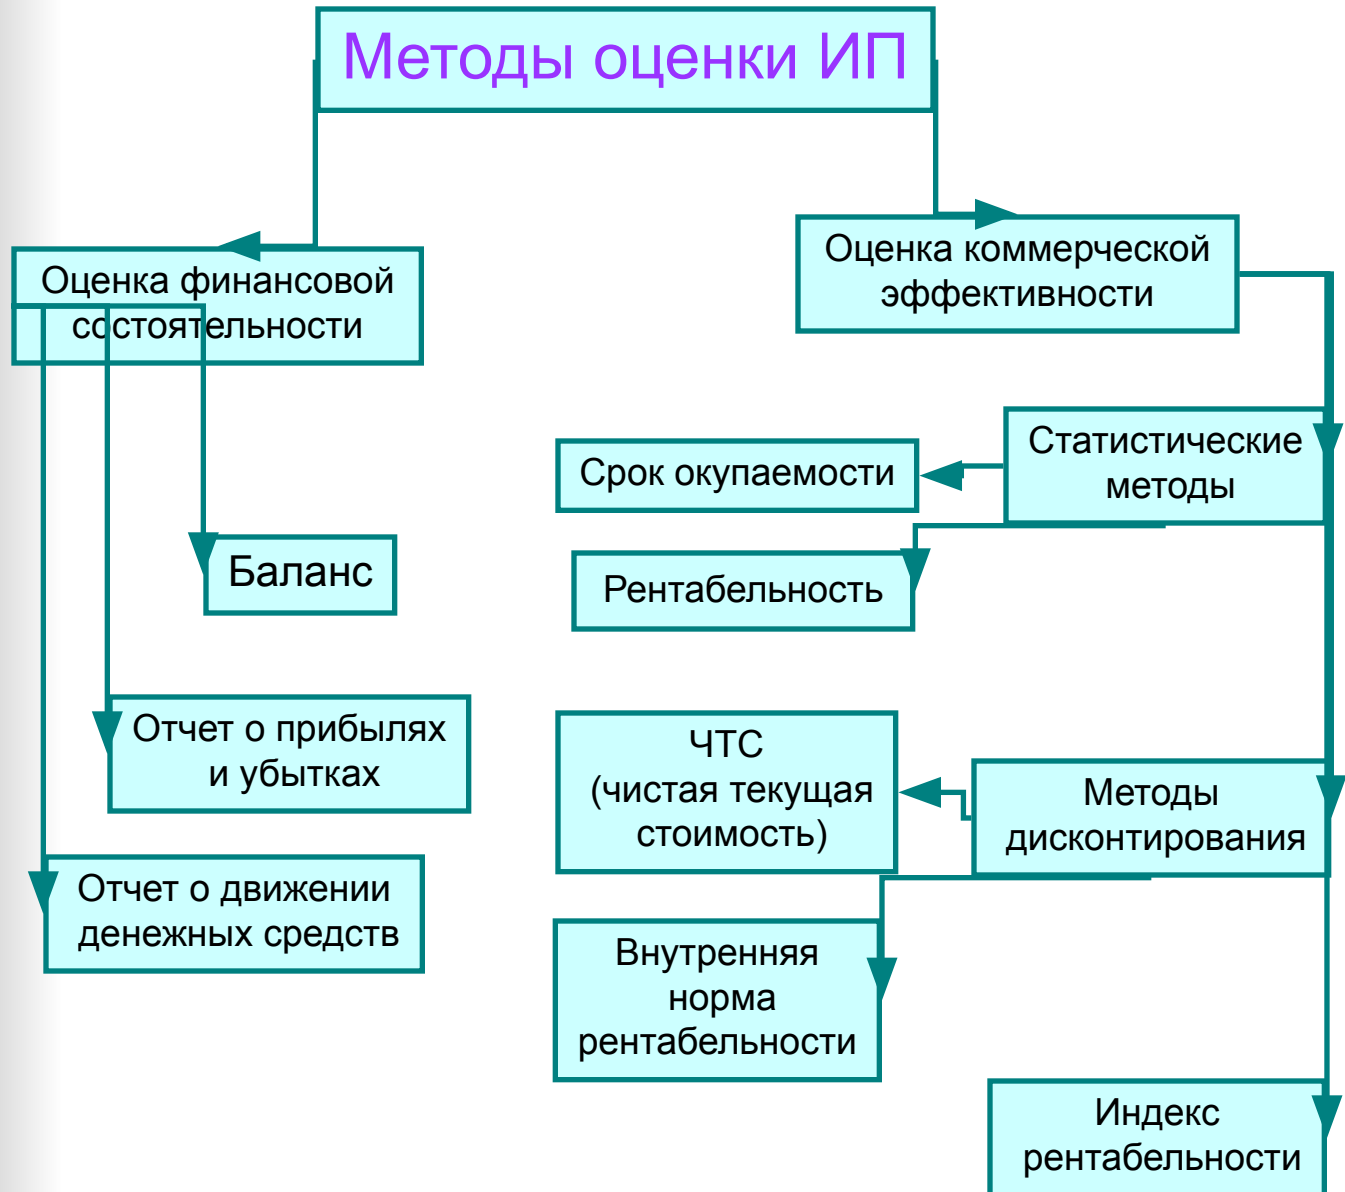 Методы оценки ИП
Оценка финансовой
состоятельности
Оценка коммерческой
эффективности
Статистические
методы
Срок окупаемости
Рентабельность
Баланс
Отчет о прибылях
и убытках
Отчет о движении
денежных средств
ЧТС
(чистая текущая
стоимость)
Методы
дисконтирования
Внутренняя
норма
рентабельности
Индекс
рентабельности